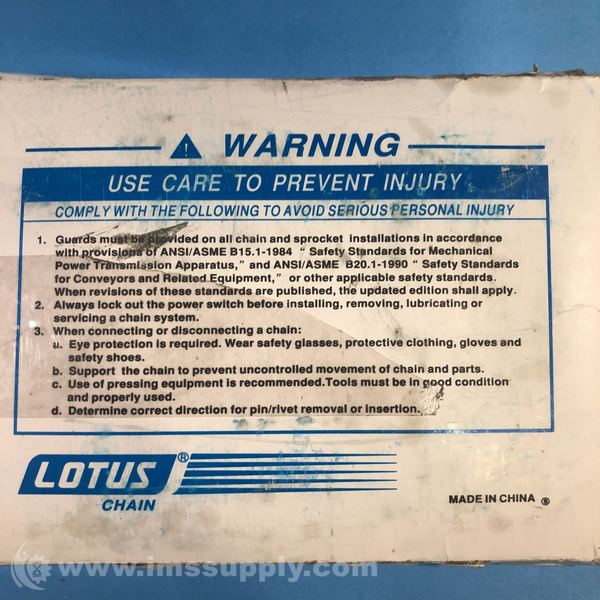 WARNING
USE CARE TO PREVENT INJURY
COMPLY WITH THE FOLLOWING TO AVOID SERIOUS PERSONAL INJURY
1. Guards must be provided on all chain and sprocket Installations in accordance
with provisions of ANSI/ASME B15.1-1984 “ Safety Standards for Mechanical
Power Transmission Apparatus,” and ANSI/ASME B20.1-1990 “ Safety Standards
for Conveyors and Related Equipment,” or other applicable safety standards.
When revisions of these standards are published, the updated edition shall apply.
2. Always lock out the power switch before installing, removing, lubricating or
servicing a chain system.
3. When connecting or disconnecting a chain:
a. Eye protection is required. Wear safety glasses, protective clothing, gloves and
safety shoes.
b. Support the chain to prevent uncontrolled movement of chain and parts.
c. Use of pressing equipment is recommended.Tools must be in good condition
and properly used.
d. Determine correct direction for pin/rivet removal or insertion.
LOTUS ®
CHAIN
MADE IN CHINA
www.imssupply.com/